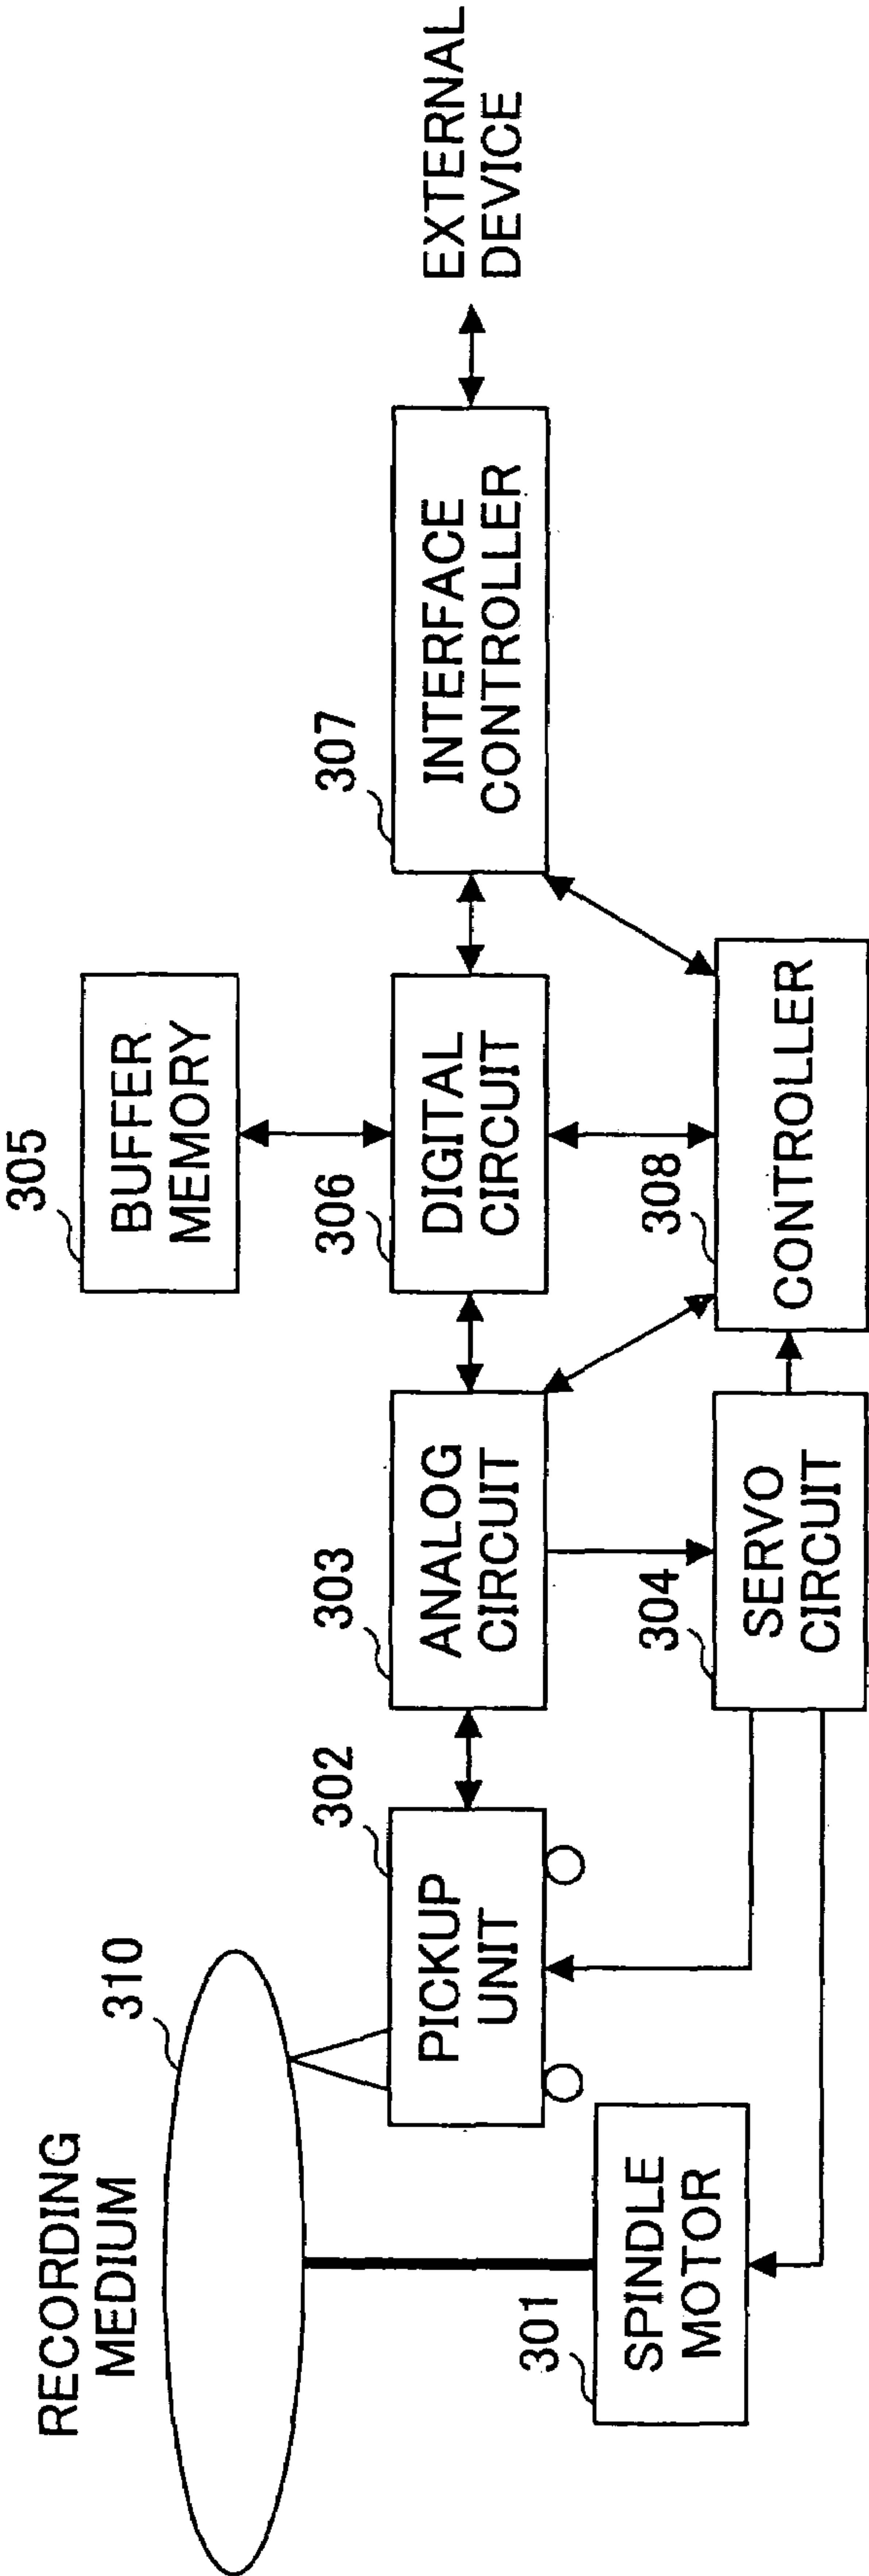 RECORDING
MEDIUM
310
305
BUFFER
MEMORY
302
303
306
307
PICKUP
UNIT
ANALOG
CIRCUIT
DIGITAL
CIRCUIT
INTERFACE
CONTROLLER
EXTERNAL
DEVICE
301
SPINDLE
MOTOR
304
SERVO
CIRCUIT
308
CONTROLLER